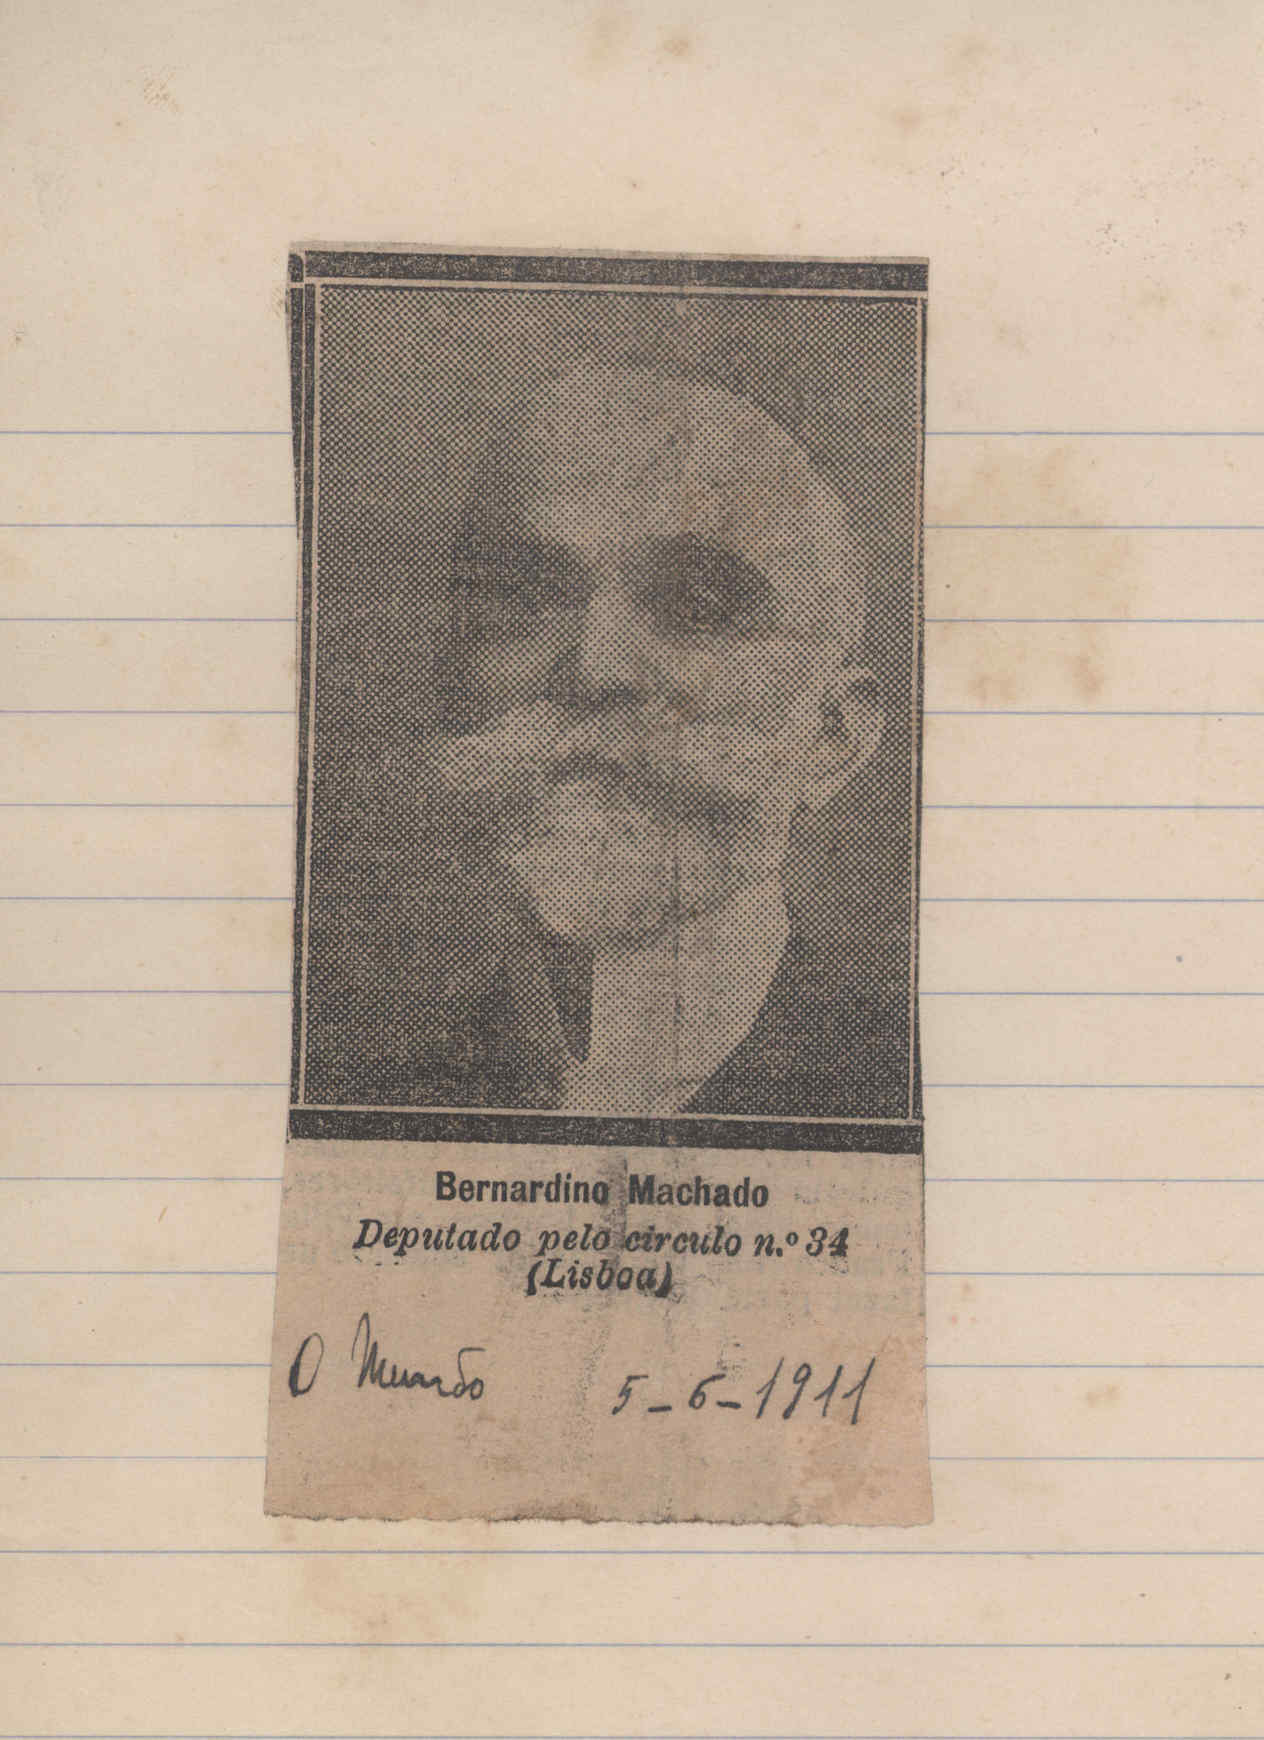 Bernardino Machado
Deputado pelo circulo n.º 34
(Lisboa)
O Mundo 5-6-1911